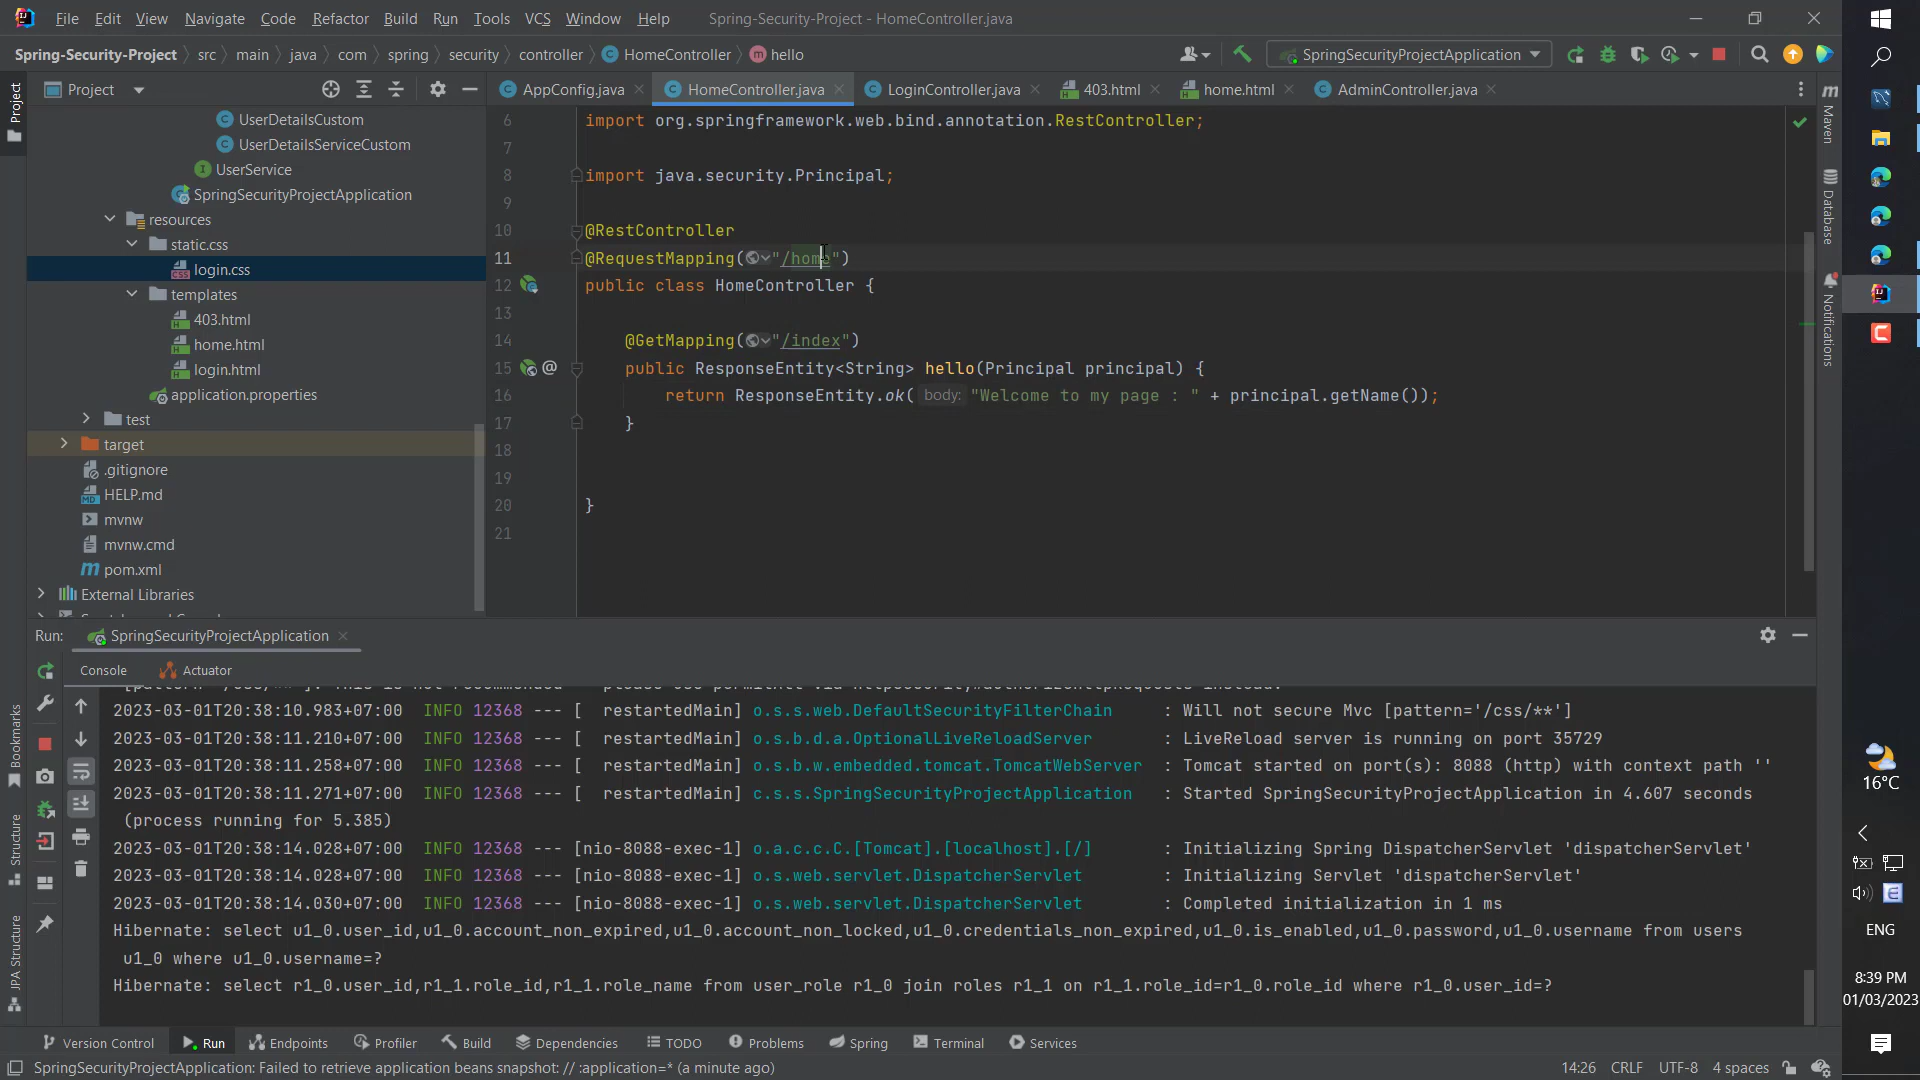 File Edit View Navigate Code Refactor Build Run Tools VCS Window Help Spring-Security-Project - HomeController.java
Spring-Security-Project src main java com spring security controller HomeController hello SpringSecurityProjectApplication
Project AppConfig.java HomeController.java LoginController.java 403.html home.html AdminController.java
Project
UserDetailsCustom
UserDetailsServiceCustom
UserService
SpringSecurityProjectApplication
resources
static.css
login.css
templates
403.html
home.html
login.html
application.properties
test
target
.gitignore
HELP.md
mvnw
mvnw.cmd
pom.xml
External Libraries
6 import org.springframework.web.bind.annotation.RestController;
7
8 import java.security.Principal;
9
10 @RestController
11 @RequestMapping("/home")
12 public class HomeController {
13
14 @GetMapping("/index")
15 public ResponseEntity<String> hello(Principal principal) {
16 return ResponseEntity.ok( body: "Welcome to my page : " + principal.getName());
17 }
18
19
20 }
21
Maven
Database
Notifications
Run: SpringSecurityProjectApplication
Console Actuator
2023-03-01T20:38:10.983+07:00 INFO 12368 --- [ restartedMain] o.s.s.web.DefaultSecurityFilterChain : Will not secure Mvc [pattern='/css/**']
2023-03-01T20:38:11.210+07:00 INFO 12368 --- [ restartedMain] o.s.b.d.a.OptionalLiveReloadServer : LiveReload server is running on port 35729
2023-03-01T20:38:11.258+07:00 INFO 12368 --- [ restartedMain] o.s.b.w.embedded.tomcat.TomcatWebServer : Tomcat started on port(s): 8088 (http) with context path ''
2023-03-01T20:38:11.271+07:00 INFO 12368 --- [ restartedMain] c.s.s.SpringSecurityProjectApplication : Started SpringSecurityProjectApplication in 4.607 seconds
(process running for 5.385)
2023-03-01T20:38:14.028+07:00 INFO 12368 --- [nio-8088-exec-1] o.a.c.c.C.[Tomcat].[localhost].[/] : Initializing Spring DispatcherServlet 'dispatcherServlet'
2023-03-01T20:38:14.028+07:00 INFO 12368 --- [nio-8088-exec-1] o.s.web.servlet.DispatcherServlet : Initializing Servlet 'dispatcherServlet'
2023-03-01T20:38:14.030+07:00 INFO 12368 --- [nio-8088-exec-1] o.s.web.servlet.DispatcherServlet : Completed initialization in 1 ms
Hibernate: select u1_0.user_id,u1_0.account_non_expired,u1_0.account_non_locked,u1_0.credentials_non_expired,u1_0.is_enabled,u1_0.password,u1_0.username from users
u1_0 where u1_0.username=?
Hibernate: select r1_0.user_id,r1_1.role_id,r1_1.role_name from user_role r1_0 join roles r1_1 on r1_1.role_id=r1_0.role_id where r1_0.user_id=?
Bookmarks
Structure
JPA Structure
Version Control Run Endpoints Profiler Build Dependencies TODO Problems Spring Terminal Services
SpringSecurityProjectApplication: Failed to retrieve application beans snapshot: // :application=* (a minute ago) 14:26 CRLF UTF-8 4 spaces
16°C
ENG
8:39 PM
01/03/2023